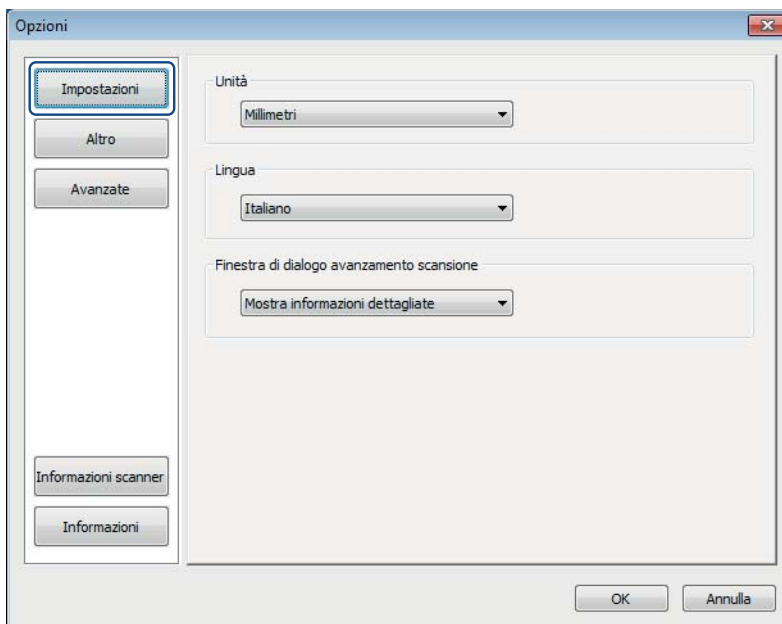 Opzioni
Impostazioni
Altro
Avanzate
Informazioni scanner
Informazioni
Unità
Millimetri
Lingua
Italiano
Finestra di dialogo avanzamento scansione
Mostra informazioni dettagliate
OK
Annulla